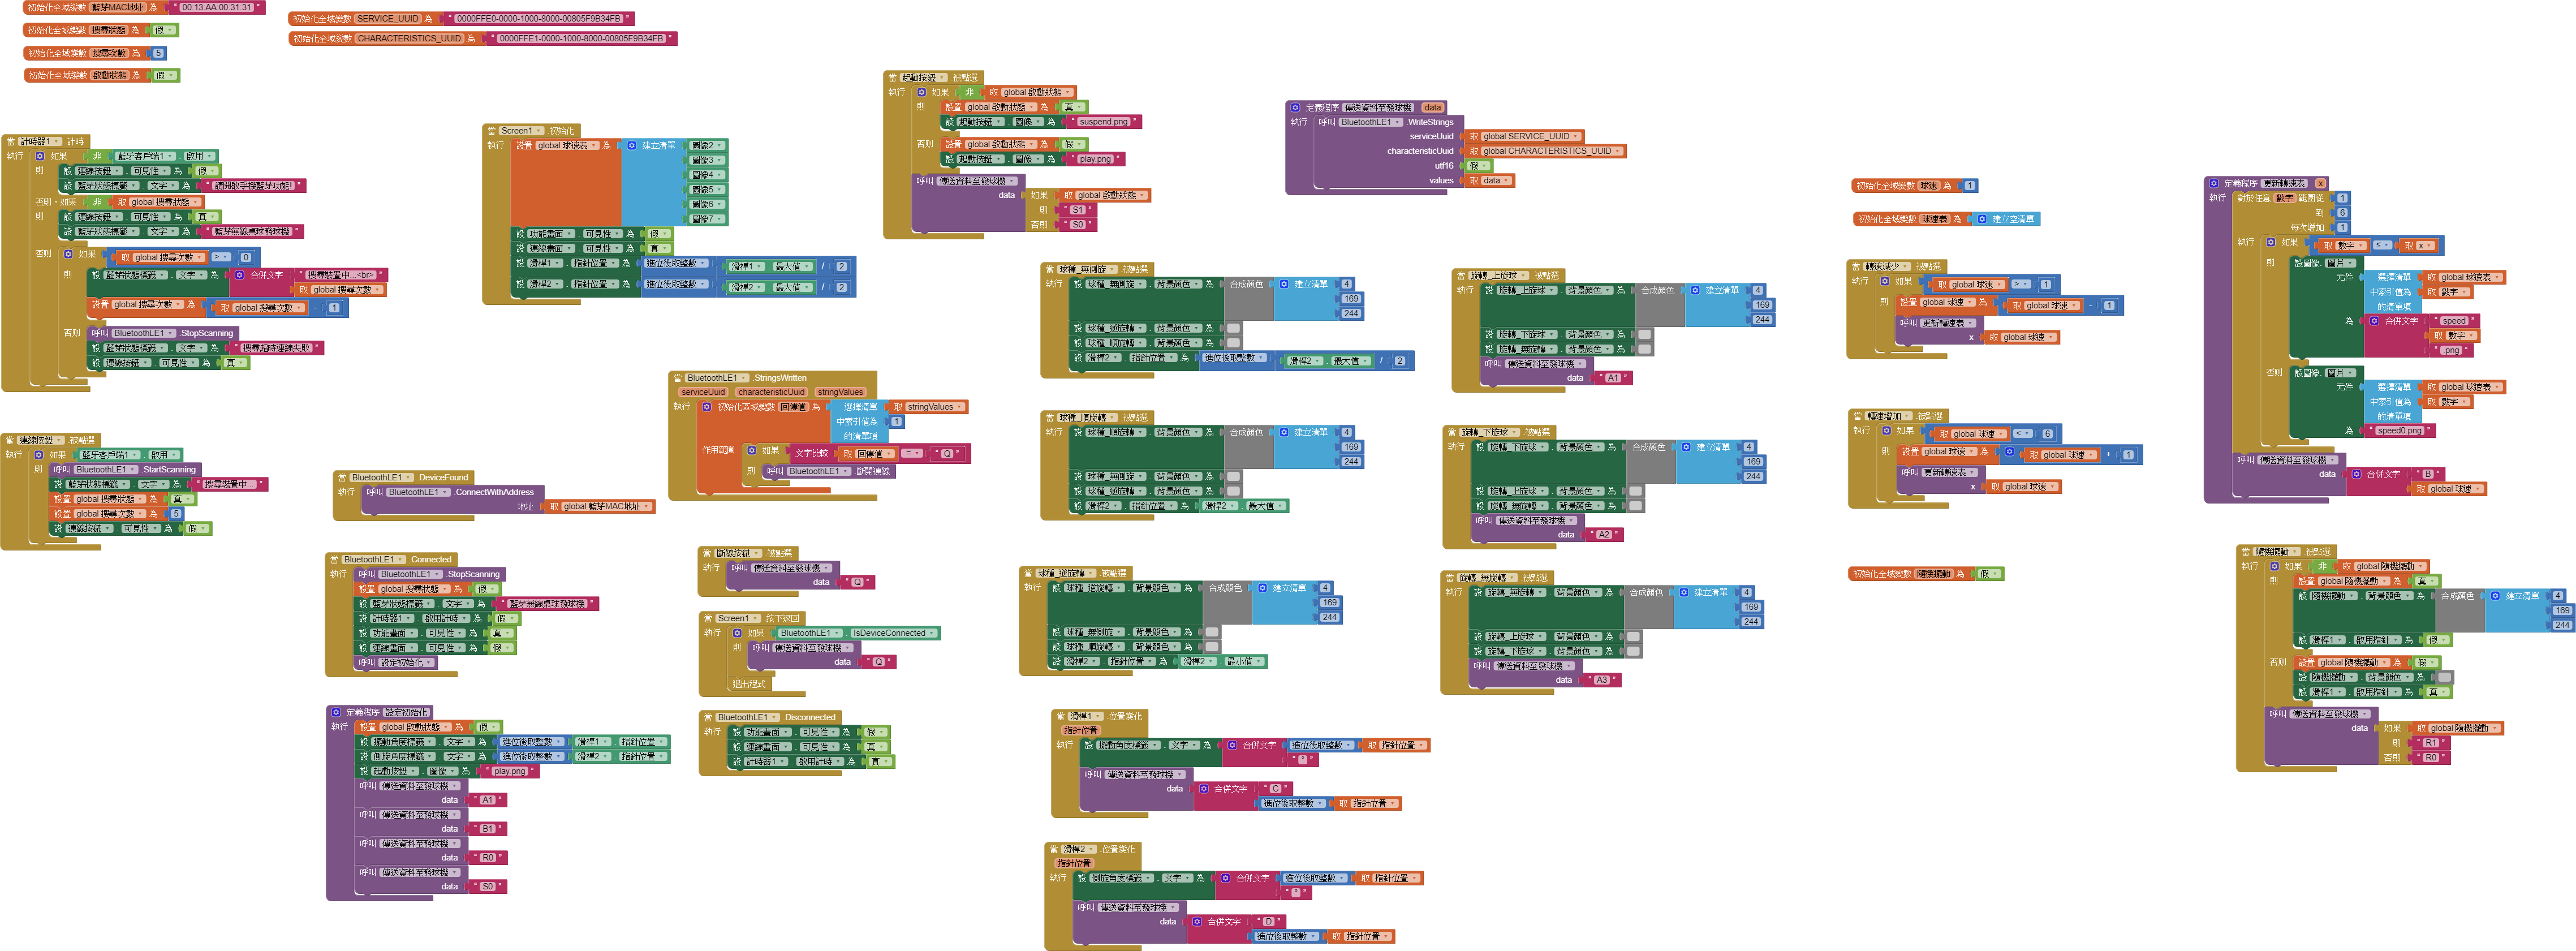 初始化全域變數 藍芽MAC地址 為 " 00:13:AA:00:31:31 "
初始化全域變數 搜尋狀態 為 假
初始化全域變數 搜尋次數 為 5
初始化全域變數 啟動狀態 為 假
初始化全域變數 SERVICE_UUID 為 " 0000FFE0-0000-1000-8000-00805F9B34FB "
初始化全域變數 CHARACTERISTICS_UUID 為 " 0000FFE1-0000-1000-8000-00805F9B34FB "
當 計時器1 .計時
執行 如果 非 藍牙客戶端1 . 啟用
則 設 連線按鈕 . 可見性 為 假
設 藍芽狀態標籤 . 文字 為 " 請開啟手機藍芽功能! "
否則，如果 非 取 global 搜尋狀態
則 設 連線按鈕 . 可見性 為 真
設 藍芽狀態標籤 . 文字 為 " 藍芽無線桌球發球機 "
否則 如果 取 global 搜尋次數 > 0
則 設 藍芽狀態標籤 . 文字 為 合併文字 " 搜尋裝置中...<br> "
取 global 搜尋次數
設置 global 搜尋次數 為 取 global 搜尋次數 - 1
否則 呼叫 BluetoothLE1 .StopScanning
設 藍芽狀態標籤 . 文字 為 " 搜尋超時連線失敗 "
設 連線按鈕 . 可見性 為 真
當 連線按鈕 .被點選
執行 如果 藍牙客戶端1 . 啟用
則 呼叫 BluetoothLE1 .StartScanning
設 藍芽狀態標籤 . 文字 為 " 搜尋裝置中... "
設置 global 搜尋狀態 為 真
設置 global 搜尋次數 為 5
設 連線按鈕 . 可見性 為 假
當 Screen1 .初始化
執行 設置 global 球速表 為 建立清單 圖像2
圖像3
圖像4
圖像5
圖像6
圖像7
設 功能畫面 . 可見性 為 假
設 連線畫面 . 可見性 為 真
設 滑桿1 . 指針位置 為 進位後取整數 滑桿1 . 最大值 / 2
設 滑桿2 . 指針位置 為 進位後取整數 滑桿2 . 最大值 / 2
當 BluetoothLE1 .DeviceFound
執行 呼叫 BluetoothLE1 .ConnectWithAddress
地址 取 global 藍芽MAC地址
當 BluetoothLE1 .Connected
執行 呼叫 BluetoothLE1 .StopScanning
設置 global 搜尋狀態 為 假
設 藍芽狀態標籤 . 文字 為 " 藍芽無線桌球發球機 "
設 計時器1 . 啟用計時 為 假
設 功能畫面 . 可見性 為 真
設 連線畫面 . 可見性 為 假
呼叫 設定初始化
定義程序 設定初始化
執行 設置 global 啟動狀態 為 假
設 擺動角度標籤 . 文字 為 進位後取整數 滑桿1 . 指針位置
設 側旋角度標籤 . 文字 為 進位後取整數 滑桿2 . 指針位置
設 起動按鈕 . 圖像 為 " play.png "
呼叫 傳送資料至發球機
data " A1 "
呼叫 傳送資料至發球機
data " B1 "
呼叫 傳送資料至發球機
data " R0 "
呼叫 傳送資料至發球機
data " S0 "
當 BluetoothLE1 .StringsWritten
serviceUuid characteristicUuid stringValues
執行 初始化區域變數 回傳值 為 選擇清單 取 stringValues
中索引值為 1
的清單項
作用範圍 如果 文字比較 取 回傳值 = " Q "
則 呼叫 BluetoothLE1 .斷開連線
當 斷線按鈕 .被點選
執行 呼叫 傳送資料至發球機
data " Q "
當 Screen1 .按下返回
執行 如果 BluetoothLE1 . IsDeviceConnected
則 呼叫 傳送資料至發球機
data " Q "
退出程式
當 BluetoothLE1 .Disconnected
執行 設 功能畫面 . 可見性 為 假
設 連線畫面 . 可見性 為 真
設 計時器1 . 啟用計時 為 真
當 起動按鈕 .被點選
執行 如果 非 取 global 啟動狀態
則 設置 global 啟動狀態 為 真
設 起動按鈕 . 圖像 為 " suspend.png "
否則 設置 global 啟動狀態 為 假
設 起動按鈕 . 圖像 為 " play.png "
呼叫 傳送資料至發球機
data 如果 取 global 啟動狀態
則 " S1 "
否則 " S0 "
定義程序 傳送資料至發球機 data
執行 呼叫 BluetoothLE1 .WriteStrings
serviceUuid 取 global SERVICE_UUID
characteristicUuid 取 global CHARACTERISTICS_UUID
utf16 假
values 取 data
當 球種_無側旋 .被點選
執行 設 球種_無側旋 . 背景顏色 為 合成顏色 建立清單 4
169
244
設 球種_逆旋轉 . 背景顏色 為
設 球種_順旋轉 . 背景顏色 為
設 滑桿2 . 指針位置 為 進位後取整數 滑桿2 . 最大值 / 2
當 球種_順旋轉 .被點選
執行 設 球種_順旋轉 . 背景顏色 為 合成顏色 建立清單 4
169
244
設 球種_無側旋 . 背景顏色 為
設 球種_逆旋轉 . 背景顏色 為
設 滑桿2 . 指針位置 為 滑桿2 . 最大值
當 球種_逆旋轉 .被點選
執行 設 球種_逆旋轉 . 背景顏色 為 合成顏色 建立清單 4
169
244
設 球種_無側旋 . 背景顏色 為
設 球種_順旋轉 . 背景顏色 為
設 滑桿2 . 指針位置 為 滑桿2 . 最小值
當 滑桿1 .位置變化
指針位置
執行 設 擺動角度標籤 . 文字 為 合併文字 進位後取整數 取 指針位置
" ° "
呼叫 傳送資料至發球機
data 合併文字 " C "
進位後取整數 取 指針位置
當 滑桿2 .位置變化
指針位置
執行 設 側旋角度標籤 . 文字 為 合併文字 進位後取整數 取 指針位置
" ° "
呼叫 傳送資料至發球機
data 合併文字 " D "
進位後取整數 取 指針位置
當 旋轉_上旋球 .被點選
執行 設 旋轉_上旋球 . 背景顏色 為 合成顏色 建立清單 4
169
244
設 旋轉_下旋球 . 背景顏色 為
設 旋轉_無旋轉 . 背景顏色 為
呼叫 傳送資料至發球機
data " A1 "
當 旋轉_下旋球 .被點選
執行 設 旋轉_下旋球 . 背景顏色 為 合成顏色 建立清單 4
169
244
設 旋轉_上旋球 . 背景顏色 為
設 旋轉_無旋轉 . 背景顏色 為
呼叫 傳送資料至發球機
data " A2 "
當 旋轉_無旋轉 .被點選
執行 設 旋轉_無旋轉 . 背景顏色 為 合成顏色 建立清單 4
169
244
設 旋轉_上旋球 . 背景顏色 為
設 旋轉_下旋球 . 背景顏色 為
呼叫 傳送資料至發球機
data " A3 "
初始化全域變數 球速 為 1
初始化全域變數 球速表 為 建立空清單
當 轉速減少 .被點選
執行 如果 取 global 球速 > 1
則 設置 global 球速 為 取 global 球速 - 1
呼叫 更新轉速表
x 取 global 球速
當 轉速增加 .被點選
執行 如果 取 global 球速 < 6
則 設置 global 球速 為 取 global 球速 + 1
呼叫 更新轉速表
x 取 global 球速
初始化全域變數 隨機擺動 為 假
定義程序 更新轉速表 x
執行 對於任意 數字 範圍從 1
到 6
每次增加 1
執行 如果 取 數字 ≤ 取 x
則 設圖像. 圖片
元件 選擇清單 取 global 球速表
中索引值為 取 數字
的清單項
為 合併文字 " speed "
取 數字
" .png "
否則 設圖像. 圖片
元件 選擇清單 取 global 球速表
中索引值為 取 數字
的清單項
為 " speed0.png "
呼叫 傳送資料至發球機
data 合併文字 " B "
取 global 球速
當 隨機擺動 .被點選
執行 如果 非 取 global 隨機擺動
則 設置 global 隨機擺動 為 真
設 隨機擺動 . 背景顏色 為 合成顏色 建立清單 4
169
244
設 滑桿1 . 啟用指針 為 假
否則 設置 global 隨機擺動 為 假
設 隨機擺動 . 背景顏色 為
設 滑桿1 . 啟用指針 為 真
呼叫 傳送資料至發球機
data 如果 取 global 隨機擺動
則 " R1 "
否則 " R0 "